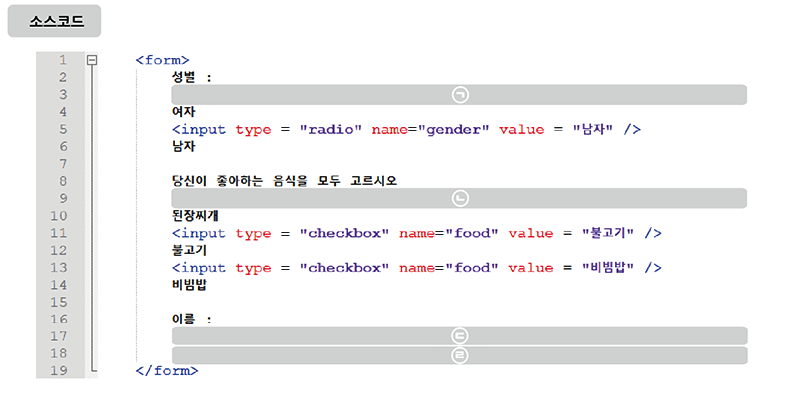 소스코드
1 <form>
2 성별 :
3 ㉠
4 여자
5 <input type = "radio" name="gender" value = "남자" />
6 남자
7
8 당신이 좋아하는 음식을 모두 고르시오
9 ㉡
10 된장찌개
11 <input type = "checkbox" name="food" value = "불고기" />
12 불고기
13 <input type = "checkbox" name="food" value = "비빔밥" />
14 비빔밥
15
16 이름 :
17 ㉢
18 ㉣
19 </form>